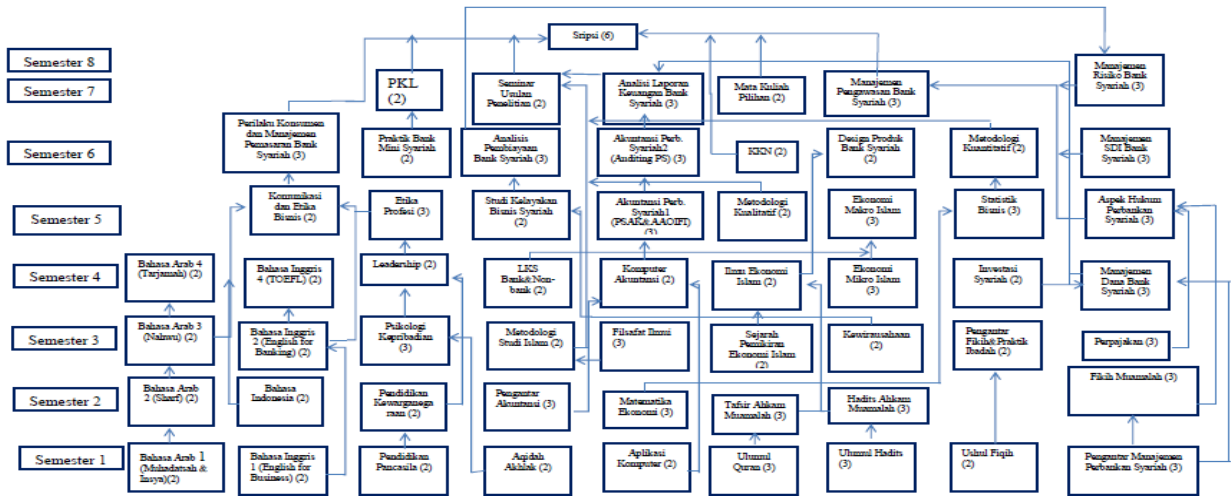 Sripsi (6)
Semester 8
Semester 7
PKL
(2)
Seminar
Usulan
Penelitian (2)
Analisi Laporan
Keuangan Bank
Syariah (3)
Mata Kuliah
Pilihan (2)
Manajemen
Pengawasan Bank
Syariah (3)
Manajemen
Risiko Bank
Syariah (3)
Semester 6
Perilaku Konsumen
dan Manajemen
Pemasaran Bank
Syariah (3)
Praktik Bank
Mini Syariah
(2)
Analisis
Pembiayaan
Bank Syariah (3)
Akuntansi Perb.
Syariah2
(Auditing PS) (3)
KKN (2)
Design Produk
Bank Syariah (2)
Metodologi
Kuantitatif (2)
Manajemen
SDI Bank
Syariah (3)
Semester 5
Komunikasi
dan Etika
Bisnis (2)
Etika
Profesi (3)
Studi Kelayakan
Bisnis Syariah
(2)
Akuntansi Perb.
Syariah1
(PSAK&AAOIFI)
(3)
Metodologi
Kualitatif (2)
Ekonomi
Makro Islam
(3)
Statistik
Bisnis (3)
Aspek Hukum
Perbankan
Syariah (3)
Semester 4
Bahasa Arab 4
(Tarjamah) (2)
Bahasa Inggris
4 (TOEFL) (2)
Leadership (2)
LKS
Bank&Non-
bank (2)
Komputer
Akuntansi (2)
Ilmu Ekonomi
Islam (2)
Ekonomi
Mikro Islam
(3)
Investasi
Syariah (2)
Manajemen
Dana Bank
Syariah (3)
Semester 3
Bahasa Arab 3
(Nahwu) (2)
Bahasa Inggris
2 (English for
Banking) (2)
Psikologi
Kepribadian
(3)
Metodologi
Studi Islam (2)
Filsafat Ilmui
(3)
Sejarah
Pemikiran
Ekonomi Islam
(2)
Kewirausahaan
(2)
Pengantar
Fikih&Praktik
Ibadah (2)
Perpajakan (3)
Semester 2
Bahasa Arab
2 (Sharf) (2)
Bahasa
Indonesia (2)
Pendidikan
Kewarganega
raan (2)
Pengantar
Akuntansi (3)
Matematika
Ekonomi (3)
Tafsir Ahkam
Muamalah (3)
Hadits Ahkam
Muamalah (3)
Fikih Muamalah (3)
Semester 1
Bahasa Arab 1
(Muhadatsah &
Insya)(2)
Bahasa Inggris
1 (English for
Business) (2)
Pendidikan
Pancasila (2)
Aqidah
Akhlak (2)
Aplikasi
Komputer (2)
Ulumul
Quran (3)
Ulumul Hadits (3)
Ushul Fiqih (2)
Pengantar Manajemen
Perbankan Syariah (3)